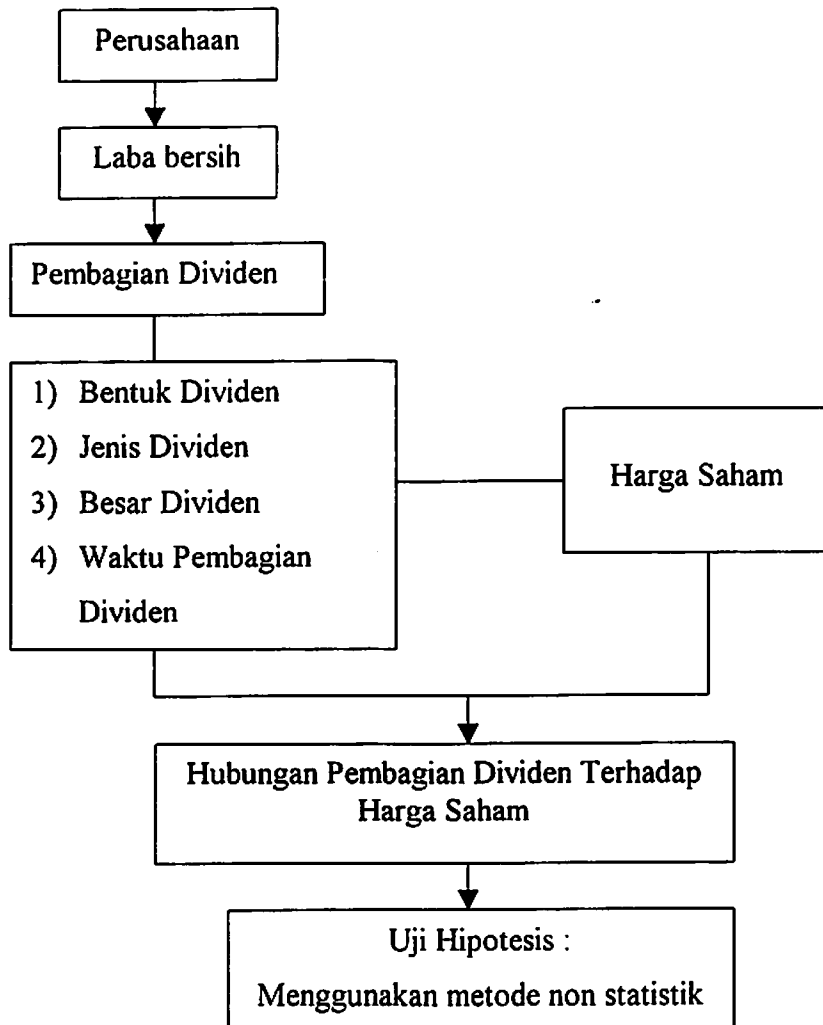 Perusahaan
Laba bersih
Pembagian Dividen
1) Bentuk Dividen
2) Jenis Dividen
3) Besar Dividen
4) Waktu Pembagian
Dividen
Harga Saham
Hubungan Pembagian Dividen Terhadap
Harga Saham
Uji Hipotesis :
Menggunakan metode non statistik